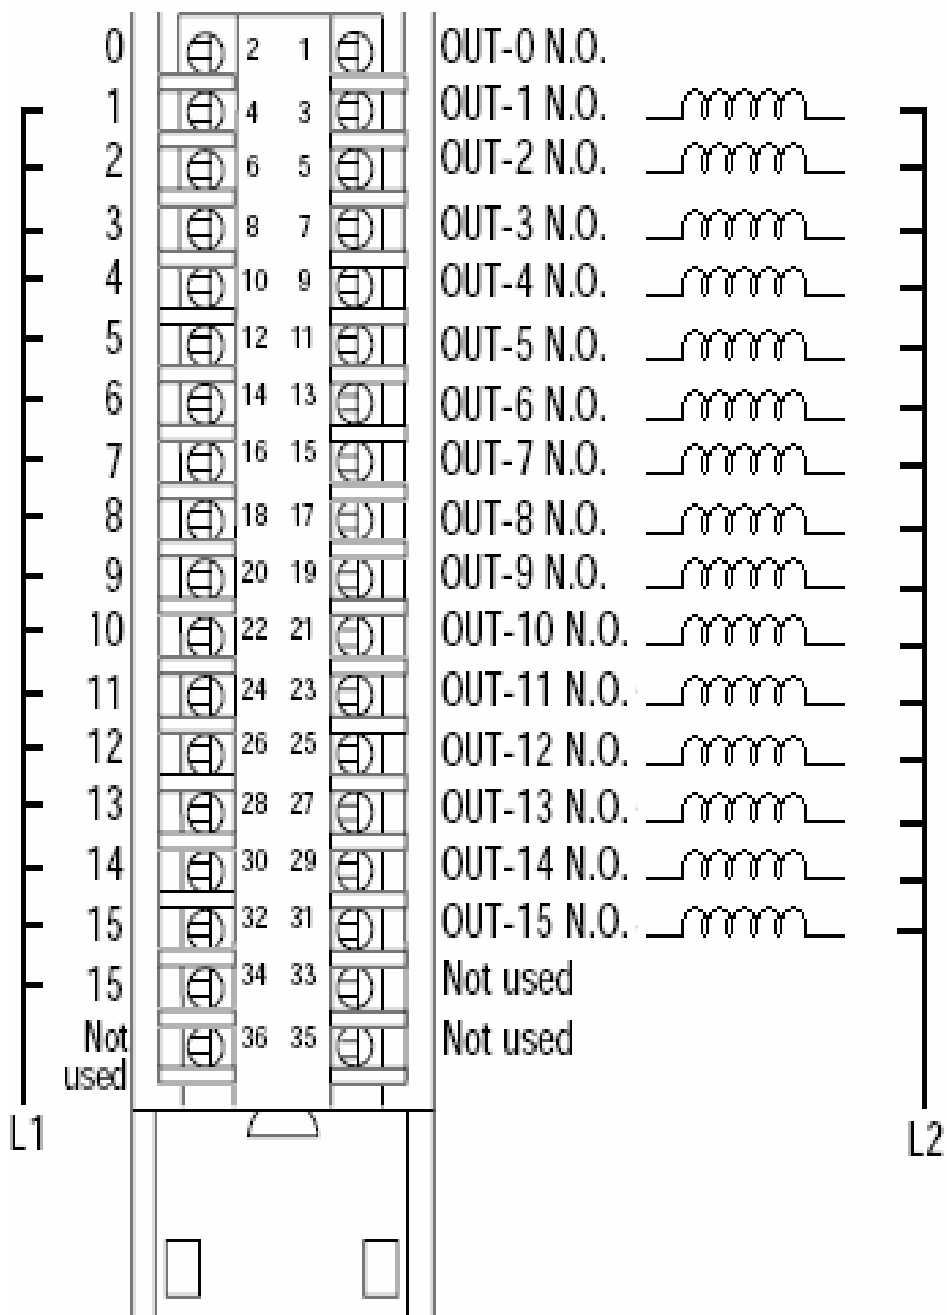 0 2 1 OUT-0 N.O.
1 4 3 OUT-1 N.O.
2 6 5 OUT-2 N.O.
3 8 7 OUT-3 N.O.
4 10 9 OUT-4 N.O.
5 12 11 OUT-5 N.O.
6 14 13 OUT-6 N.O.
7 16 15 OUT-7 N.O.
8 18 17 OUT-8 N.O.
9 20 19 OUT-9 N.O.
10 22 21 OUT-10 N.O.
11 24 23 OUT-11 N.O.
12 26 25 OUT-12 N.O.
13 28 27 OUT-13 N.O.
14 30 29 OUT-14 N.O.
15 32 31 OUT-15 N.O.
15 34 33 Not used
Not 36 35 Not used
used
L1 L2